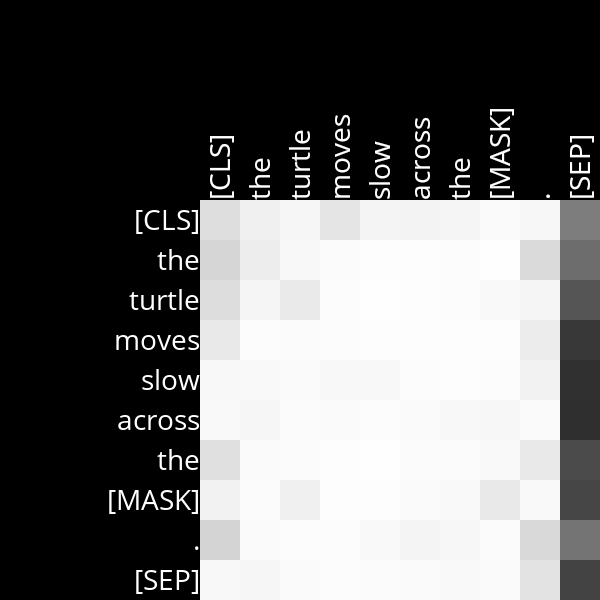 [CLS] the turtle moves slow across the [MASK] . [SEP]
[CLS]
the
turtle
moves
slow
across
the
[MASK]
.
[SEP]